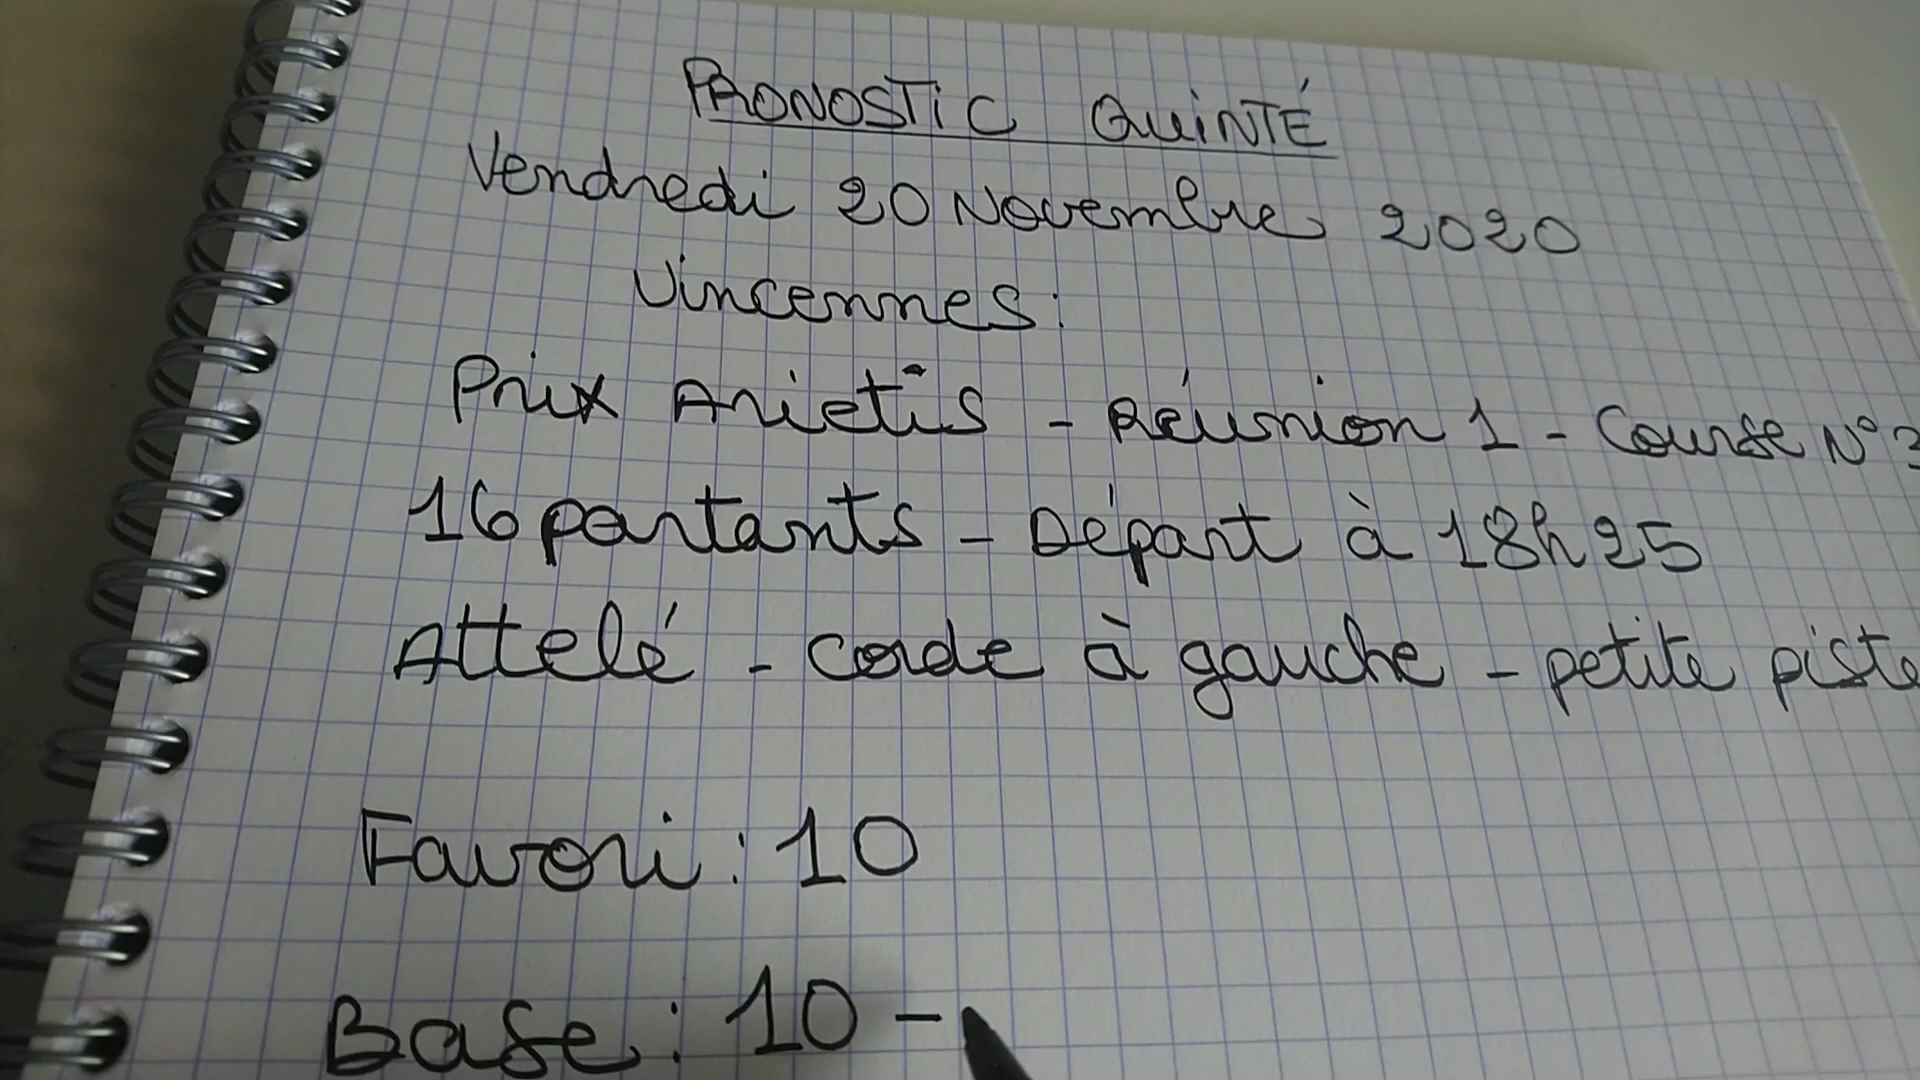 PRONOSTIC QUINTÉ
Vendredi 20 Novembre 2020
Vincennes:
Prix Arietis - Réunion 1 - Course N° 3
16 partants - Départ à 18h25
Attelé - corde à gauche - petite piste
Favori: 10
Base: 10 -